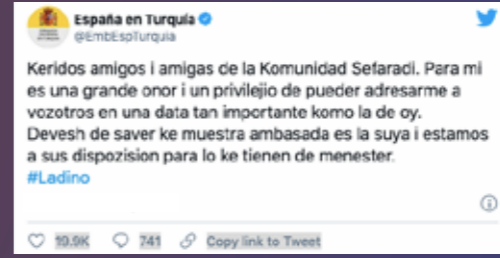 España en Turquía
@EmbEspTurquia
Keridos amigos i amigas de la Komunidad Sefaradi. Para mi
es una grande onor i un privilejio de pueder adresarme a
vozotros en una data tan importante komo la de oy.
Devesh de saver ke muestra ambasada es la suya i estamos
a sus dispozision para lo ke tienen de menester.
#Ladino
19.9K 741 Copy link to Tweet